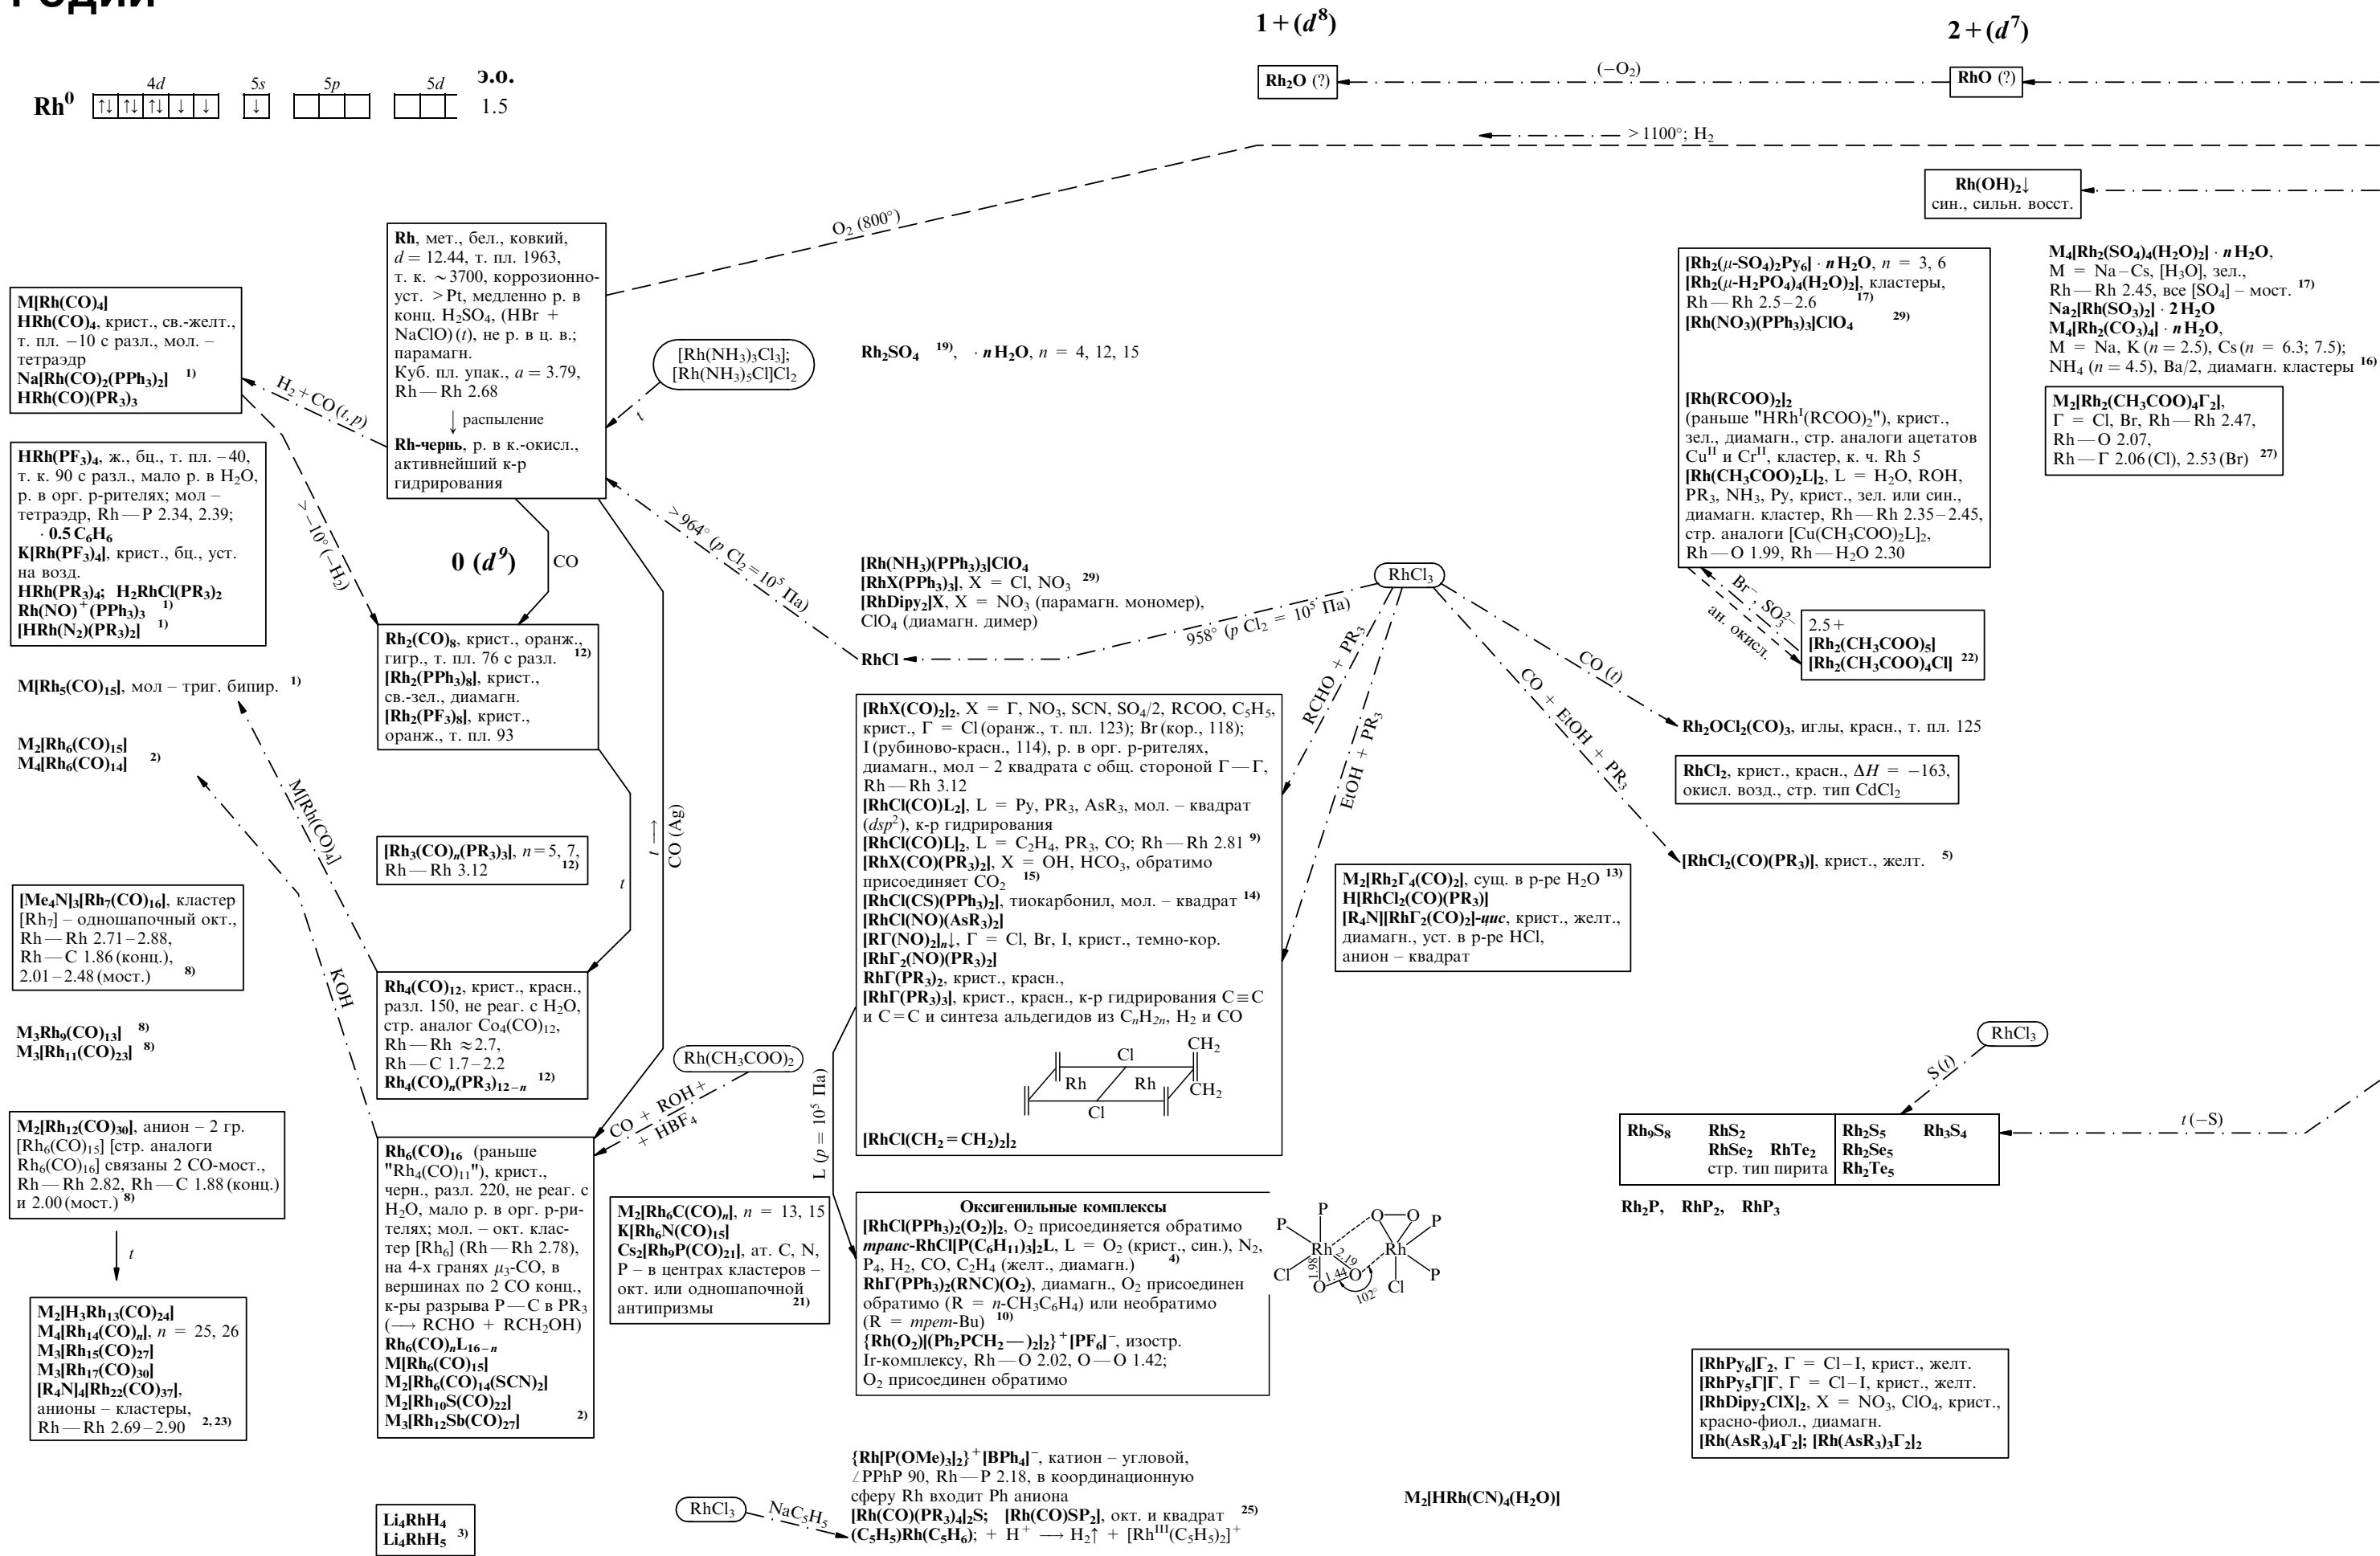 1 + (d⁸)
2 + (d⁷)
Rh⁰
4d
5s
5p
5d
э.о.
↑↓ ↑↓ ↑↓ ↓ ↓
↓
1.5
Rh₂O (?)
(−O₂)
RhO (?)
>1100°; H₂
O₂ (800°)
Rh(OH)₂↓
син., сильн. восст.
Rh, мет., бел., ковкий,
d = 12.44, т. пл. 1963,
т. к. ~3700, коррозионно-
уст. >Pt, медленно р. в
конц. H₂SO₄, (HBr +
NaClO) (t), не р. в ц. в.;
парамагн.
Куб. пл. упак., a = 3.79,
Rh—Rh 2.68
↓ распыление
Rh-чернь, р. в к.-окисл.,
активнейший к-р
гидрирования
M[Rh(CO)₄]
HRh(CO)₄, крист., св.-желт.,
т. пл. −10 с разл., мол. –
тетраэдр
Na[Rh(CO)₂(PPh₃)₂] ¹⁾
HRh(CO)(PR₃)₃
H₂+CO (t, p)
>−10° (−H₂)
HRh(PF₃)₄, ж., бц., т. пл. −40,
т. к. 90 с разл., мало р. в H₂O,
р. в орг. р-рителях; мол –
тетраэдр, Rh—P 2.34, 2.39;
· 0.5 C₆H₆
K[Rh(PF₃)₄], крист., бц., уст.
на возд.
HRh(PR₃)₄; H₂RhCl(PR₃)₂
Rh(NO)⁺(PPh₃)₃ ¹⁾
[HRh(N₂)(PR₃)₂] ¹⁾
M[Rh₅(CO)₁₅], мол – триг. бипир. ¹⁾
M₂[Rh₆(CO)₁₅]
M₄[Rh₆(CO)₁₄] ²⁾
M[Rh(CO)₄]
KOH
[Me₄N]₃[Rh₇(CO)₁₆], кластер
[Rh₇] – одношапочный окт.,
Rh—Rh 2.71–2.88,
Rh—C 1.86 (конц.),
2.01–2.48 (мост.) ⁸⁾
M₃Rh₉(CO)₁₃] ⁸⁾
M₃[Rh₁₁(CO)₂₃] ⁸⁾
M₂[Rh₁₂(CO)₃₀], анион – 2 гр.
[Rh₆(CO)₁₅] [стр. аналоги
Rh₆(CO)₁₆] связаны 2 CO-мост.,
Rh—Rh 2.82, Rh—C 1.88 (конц.)
и 2.00 (мост.) ⁸⁾
t
M₂[H₃Rh₁₃(CO)₂₄]
M₄[Rh₁₄(CO)ₙ], n = 25, 26
M₃[Rh₁₅(CO)₂₇]
M₃[Rh₁₇(CO)₃₀]
[R₄N]₄[Rh₂₂(CO)₃₇],
анионы – кластеры,
Rh—Rh 2.69–2.90 ²˒ ²³⁾
0 (d⁹)
CO
Rh₂(CO)₈, крист., оранж.,
гигр., т. пл. 76 с разл. ¹²⁾
[Rh₂(PPh₃)₈], крист.,
св.-зел., диамагн.
[Rh₂(PF₃)₈], крист.,
оранж., т. пл. 93
t →
CO (Ag)
t
[Rh₃(CO)ₙ(PR₃)₃], n=5, 7,
Rh—Rh 3.12 ¹²⁾
Rh₄(CO)₁₂, крист., красн.,
разл. 150, не реаг. с H₂O,
стр. аналог Co₄(CO)₁₂,
Rh—Rh ≈2.7,
Rh—C 1.7–2.2
Rh₄(CO)ₙ(PR₃)₁₂₋ₙ ¹²⁾
Rh(CH₃COO)₂
CO + ROH+
+ HBF₄
Rh₆(CO)₁₆ (раньше
"Rh₄(CO)₁₁"), крист.,
черн., разл. 220, не реаг. с
H₂O, мало р. в орг. р-ри-
телях; мол. – окт. клас-
тер [Rh₆] (Rh—Rh 2.78),
на 4-х гранях μ₃-CO, в
вершинах по 2 CO конц.,
к-ры разрыва P—C в PR₃
(→ RCHO + RCH₂OH)
Rh₆(CO)ₙL₁₆₋ₙ
M[Rh₆(CO)₁₅]
M₂[Rh₆(CO)₁₄(SCN)₂]
M₂[Rh₁₀S(CO)₂₂]
M₃[Rh₁₂Sb(CO)₂₇] ²⁾
M₂[Rh₆C(CO)ₙ], n = 13, 15
K[Rh₆N(CO)₁₅]
Cs₂[Rh₉P(CO)₂₁], ат. C, N,
P – в центрах кластеров –
окт. или одношапочной
антипризмы ²¹⁾
Li₄RhH₄
Li₄RhH₅ ³⁾
[Rh(NH₃)₃Cl₃];
[Rh(NH₃)₅Cl]Cl₂
t
Rh₂SO₄ ¹⁹⁾, · nH₂O, n = 4, 12, 15
>964° (p Cl₂=10⁵ Па)
[Rh(NH₃)(PPh₃)₃]ClO₄
[RhX(PPh₃)₃], X = Cl, NO₃ ²⁹⁾
[RhDipy₂]X, X = NO₃ (парамагн. мономер),
ClO₄ (диамагн. димер)
RhCl
958° (p Cl₂ = 10⁵ Па)
RhCl₃
RCHO + PR₃
EtOH + PR₃
CO (t)
CO + EtOH + PR₃
[RhX(CO)₂]₂, X = Г, NO₃, SCN, SO₄/2, RCOO, C₅H₅,
крист., Г = Cl (оранж., т. пл. 123); Br (кор., 118);
I (рубиново-красн., 114), р. в орг. р-рителях,
диамагн., мол – 2 квадрата с общ. стороной Г—Г,
Rh—Rh 3.12
[RhCl(CO)L₂], L = Py, PR₃, AsR₃, мол. – квадрат
(dsp²), к-р гидрирования
[RhCl(CO)L]₂, L = C₂H₄, PR₃, CO; Rh—Rh 2.81 ⁹⁾
[RhX(CO)(PR₃)₂], X = OH, HCO₃, обратимо
присоединяет CO₂ ¹⁵⁾
[RhCl(CS)(PPh₃)₂], тиокарбонил, мол. – квадрат ¹⁴⁾
[RhCl(NO)(AsR₃)₂]
[RГ(NO)₂]ₙ↓, Г = Cl, Br, I, крист., темно-кор.
[RhГ₂(NO)(PR₃)₂]
RhГ(PR₃)₂, крист., красн.,
[RhГ(PR₃)₃], крист., красн., к-р гидрирования C≡C
и C=C и синтеза альдегидов из CₙH₂ₙ, H₂ и CO
Cl
CH₂
Rh
Rh
CH₂
Cl
[RhCl(CH₂=CH₂)₂]₂
L (p = 10⁵ Па)
Оксигенильные комплексы
[RhCl(PPh₃)₂(O₂)]₂, O₂ присоединяется обратимо
транс-RhCl[P(C₆H₁₁)₃]₂L, L = O₂ (крист., син.), N₂,
P₄, H₂, CO, C₂H₄ (желт., диамагн.) ⁴⁾
RhГ(PPh₃)₂(RNC)(O₂), диамагн., O₂ присоединен
обратимо (R = n-CH₃C₆H₄) или необратимо
(R = трет-Bu) ¹⁰⁾
{Rh(O₂)[(Ph₂PCH₂—)₂]₂}⁺[PF₆]⁻, изостр.
Ir-комплексу, Rh—O 2.02, O—O 1.42;
O₂ присоединен обратимо
P
P
O
O
P
Rh
2.19
Rh
1.98
1.44
P
Cl
O
O
Cl
102°
{Rh[P(OMe)₃]₂}⁺[BPh₄]⁻, катион – угловой,
∠PPhP 90, Rh—P 2.18, в координационную
сферу Rh входит Ph аниона
[Rh(CO)(PR₃)₄]₂S; [Rh(CO)SP₂], окт. и квадрат ²⁵⁾
(C₅H₅)Rh(C₅H₆); + H⁺ → H₂↑ + [Rhᴵᴵᴵ(C₅H₅)₂]⁺
RhCl₃
NaC₅H₅
M₂[Rh₂Г₄(CO)₂], сущ. в р-ре H₂O ¹³⁾
H[RhCl₂(CO)(PR₃)]
[R₄N][RhГ₂(CO)₂]-цис, крист., желт.,
диамагн., уст. в р-ре HCl,
анион – квадрат
M₂[HRh(CN)₄(H₂O)]
[Rh₂(μ-SO₄)₂Py₆] · nH₂O, n = 3, 6
[Rh₂(μ-H₂PO₄)₄(H₂O)₂], кластеры,
Rh—Rh 2.5–2.6 ¹⁷⁾
[Rh(NO₃)(PPh₃)₃]ClO₄ ²⁹⁾
[Rh(RCOO)₂]₂
(раньше "HRhᴵ(RCOO)₂"), крист.,
зел., диамагн., стр. аналоги ацетатов
Cuᴵᴵ и Crᴵᴵ, кластер, к. ч. Rh 5
[Rh(CH₃COO)₂L]₂, L = H₂O, ROH,
PR₃, NH₃, Py, крист., зел. или син.,
диамагн. кластер, Rh—Rh 2.35–2.45,
стр. аналоги [Cu(CH₃COO)₂L]₂,
Rh—O 1.99, Rh—H₂O 2.30
M₄[Rh₂(SO₄)₄(H₂O)₂] · nH₂O,
M = Na–Cs, [H₃O], зел.,
Rh—Rh 2.45, все [SO₄] – мост. ¹⁷⁾
Na₂[Rh(SO₃)₂] · 2H₂O
M₄[Rh₂(CO₃)₄] · nH₂O,
M = Na, K (n = 2.5), Cs (n = 6.3; 7.5);
NH₄ (n = 4.5), Ba/2, диамагн. кластеры ¹⁶⁾
M₂[Rh₂(CH₃COO)₄Г₂],
Г = Cl, Br, Rh—Rh 2.47,
Rh—O 2.07,
Rh—Г 2.06 (Cl), 2.53 (Br) ²⁷⁾
Br⁻, SO₃²⁻
ан. окисл.
2.5+
[Rh₂(CH₃COO)₅]
[Rh₂(CH₃COO)₄Cl] ²²⁾
Rh₂OCl₂(CO)₃, иглы, красн., т. пл. 125
RhCl₂, крист., красн., ΔH = −163,
окисл. возд., стр. тип CdCl₂
[RhCl₂(CO)(PR₃)], крист., желт. ⁵⁾
RhCl₃
S (t)
t (−S)
Rh₉S₈ RhS₂
RhSe₂ RhTe₂
стр. тип пирита
Rh₂S₅ Rh₃S₄
Rh₂Se₅
Rh₂Te₅
Rh₂P, RhP₂, RhP₃
[RhPy₆]Г₂, Г = Cl–I, крист., желт.
[RhPy₅Г]Г, Г = Cl–I, крист., желт.
[RhDipy₂ClX]₂, X = NO₃, ClO₄, крист.,
красно-фиол., диамагн.
[Rh(AsR₃)₄Г₂]; [Rh(AsR₃)₃Г₂]₂